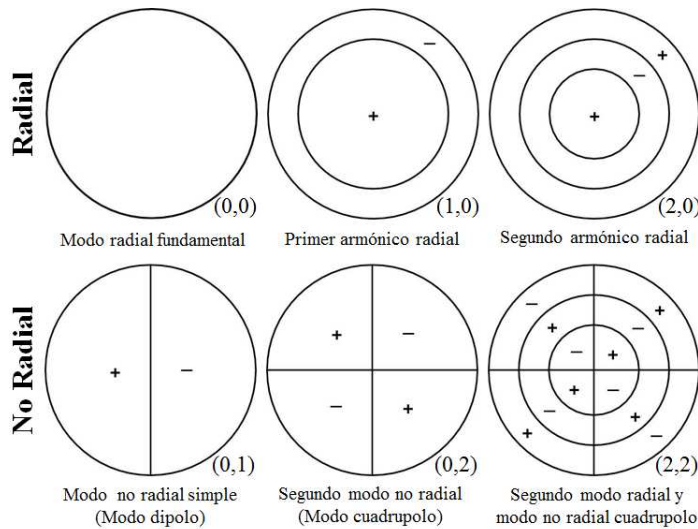 Radial
−
+
+
−
+
(0,0)
(1,0)
(2,0)
Modo radial fundamental
Primer armónico radial
Segundo armónico radial
No Radial
+
−
+
−
−
+
−
+
+
−
−
+
+
−
−
+
+
−
(0,1)
(0,2)
(2,2)
Modo no radial simple
(Modo dipolo)
Segundo modo no radial
(Modo cuadrupolo)
Segundo modo radial y
modo no radial cuadrupolo